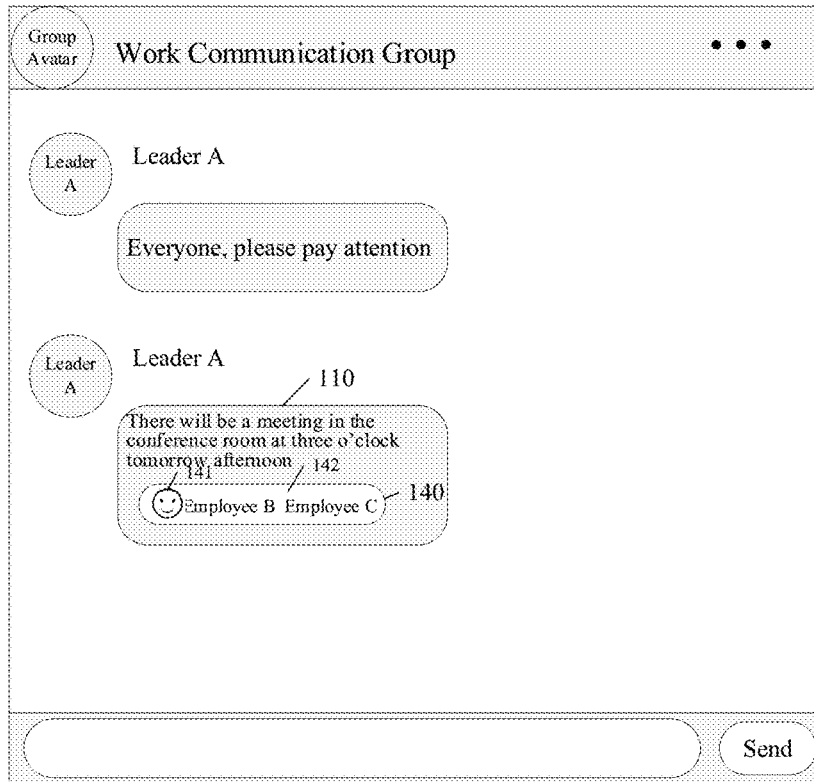 Group
Avatar
Work Communication Group
Leader
A
Leader A
Everyone, please pay attention
Leader
A
Leader A
110
There will be a meeting in the
conference room at three o'clock
tomorrow afternoon
141
142
Employee B Employee C
140
Send